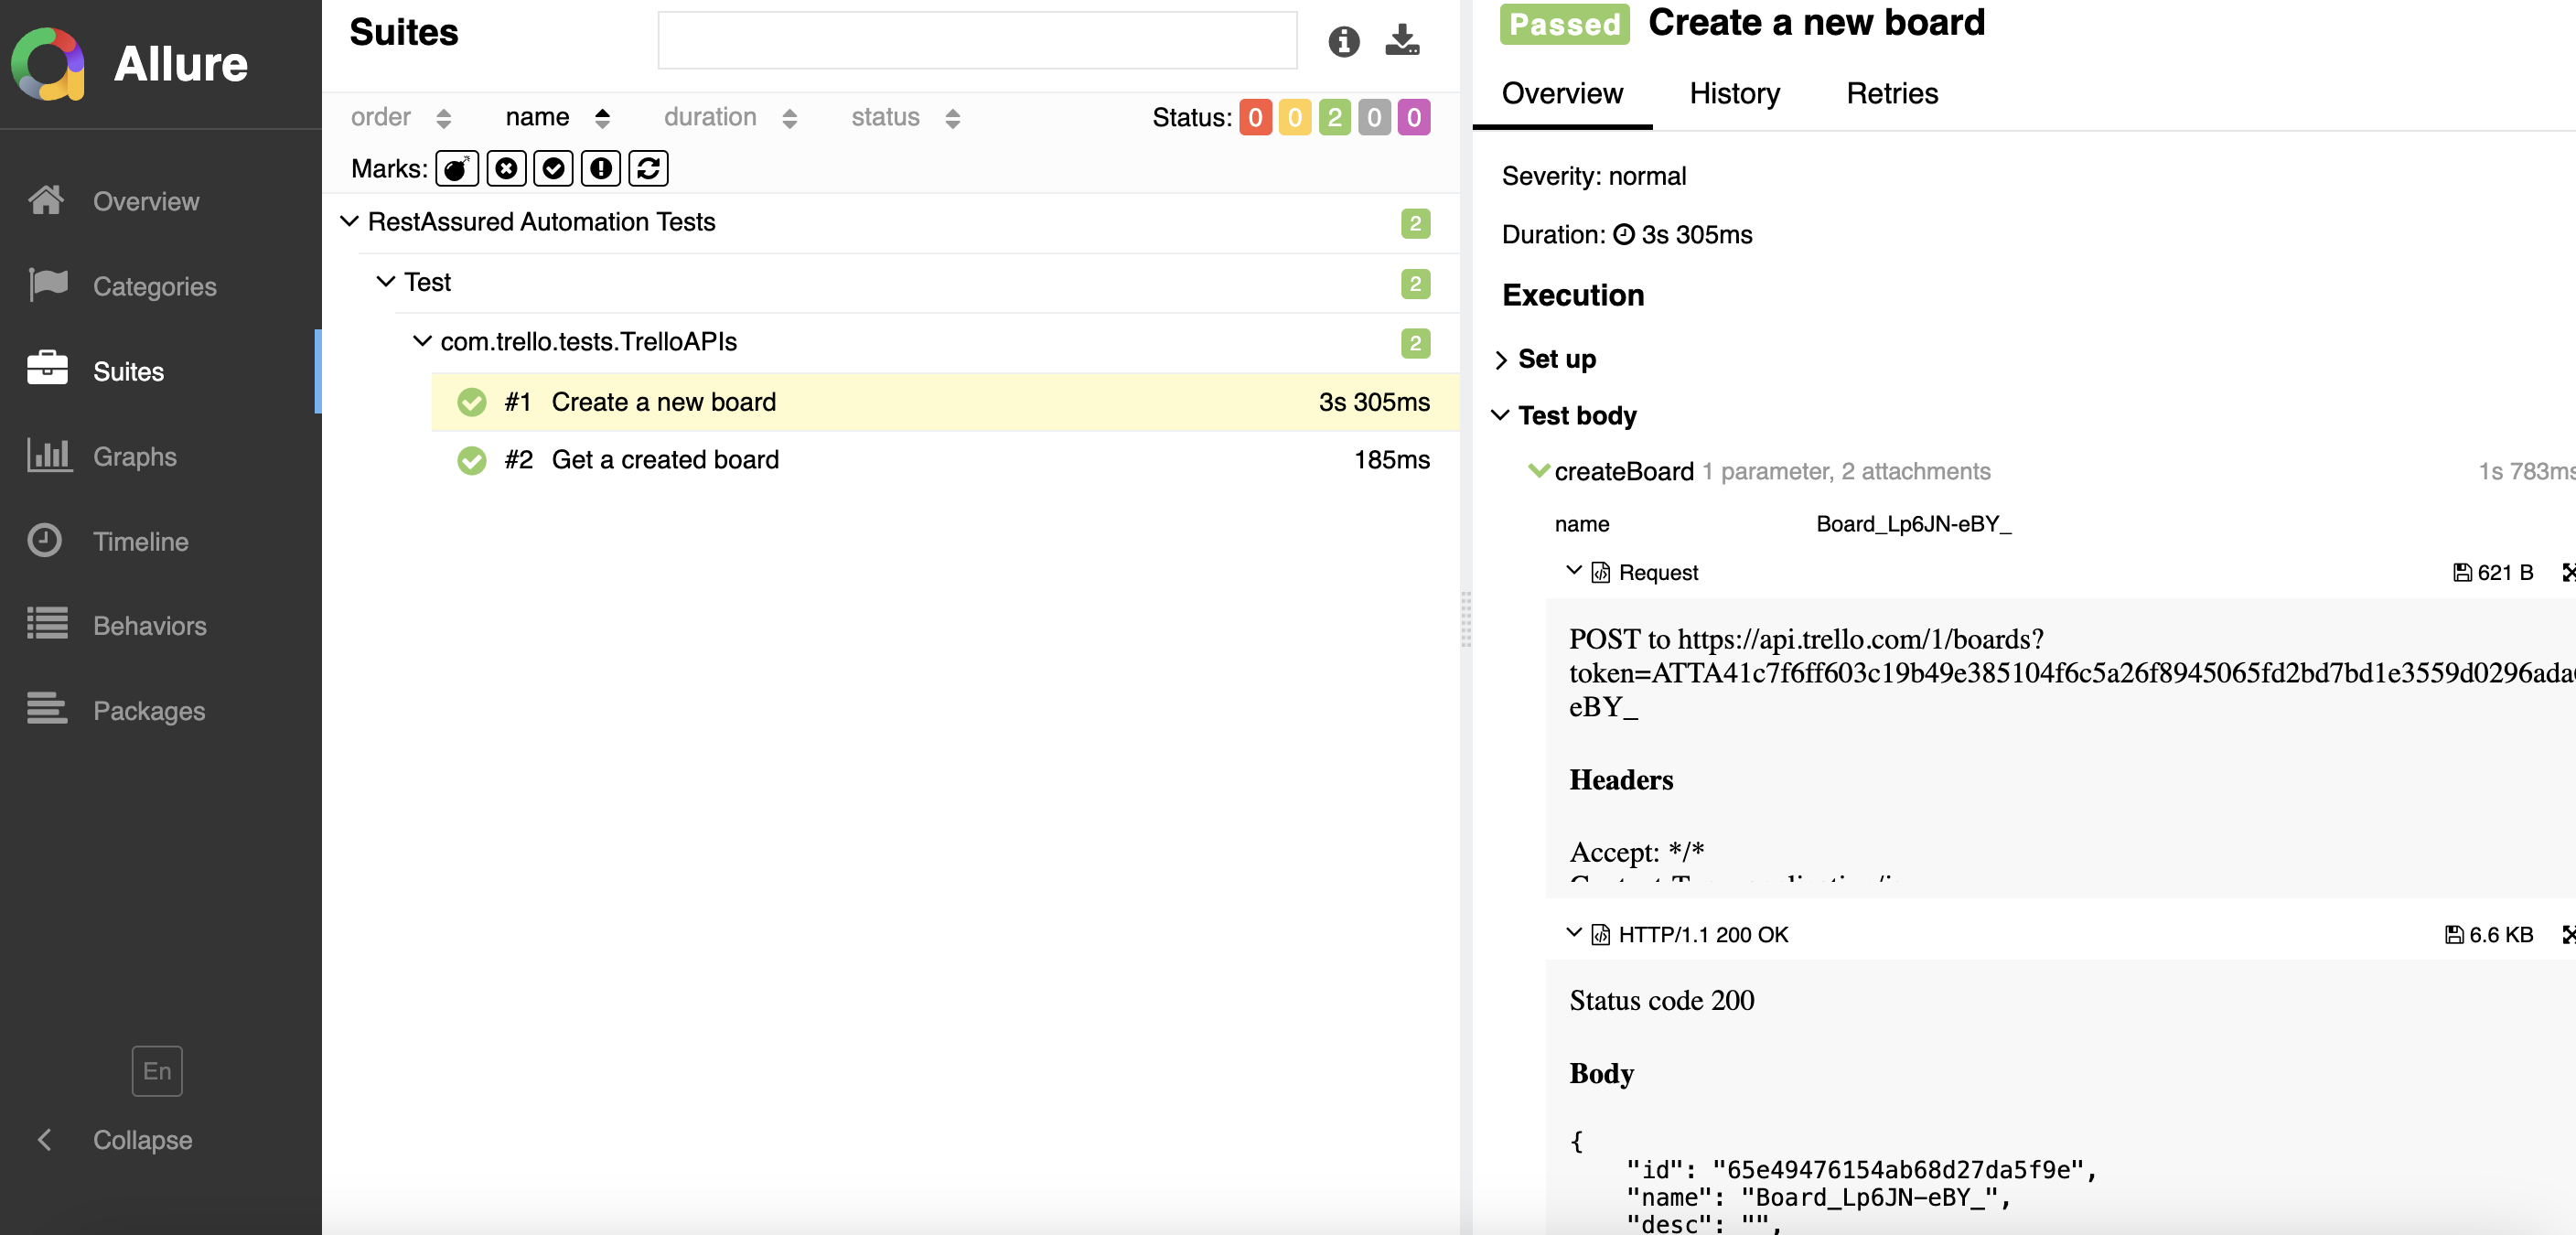 Allure
Overview
Categories
Suites
Graphs
Timeline
Behaviors
Packages
En
Collapse
Suites
order name duration status Status: 0 0 2 0 0
Marks:
RestAssured Automation Tests 2
Test 2
com.trello.tests.TrelloAPIs 2
#1 Create a new board 3s 305ms
#2 Get a created board 185ms
Passed Create a new board
Overview History Retries
Severity: normal
Duration: 3s 305ms
Execution
Set up
Test body
createBoard 1 parameter, 2 attachments 1s 783ms
name Board_Lp6JN-eBY_
Request 621 B
POST to https://api.trello.com/1/boards?
token=ATTA41c7f6ff603c19b49e385104f6c5a26f8945065fd2bd7bd1e3559d0296ada
eBY_
Headers
Accept: */*
HTTP/1.1 200 OK 6.6 KB
Status code 200
Body
{
"id": "65e49476154ab68d27da5f9e",
"name": "Board_Lp6JN-eBY_",
"desc": "",